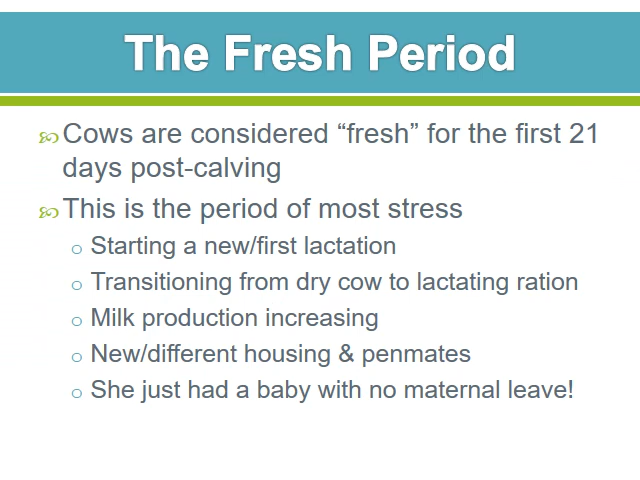 The Fresh Period
Cows are considered “fresh” for the first 21
days post-calving
This is the period of most stress
Starting a new/first lactation
Transitioning from dry cow to lactating ration
Milk production increasing
New/different housing & penmates
She just had a baby with no maternal leave!